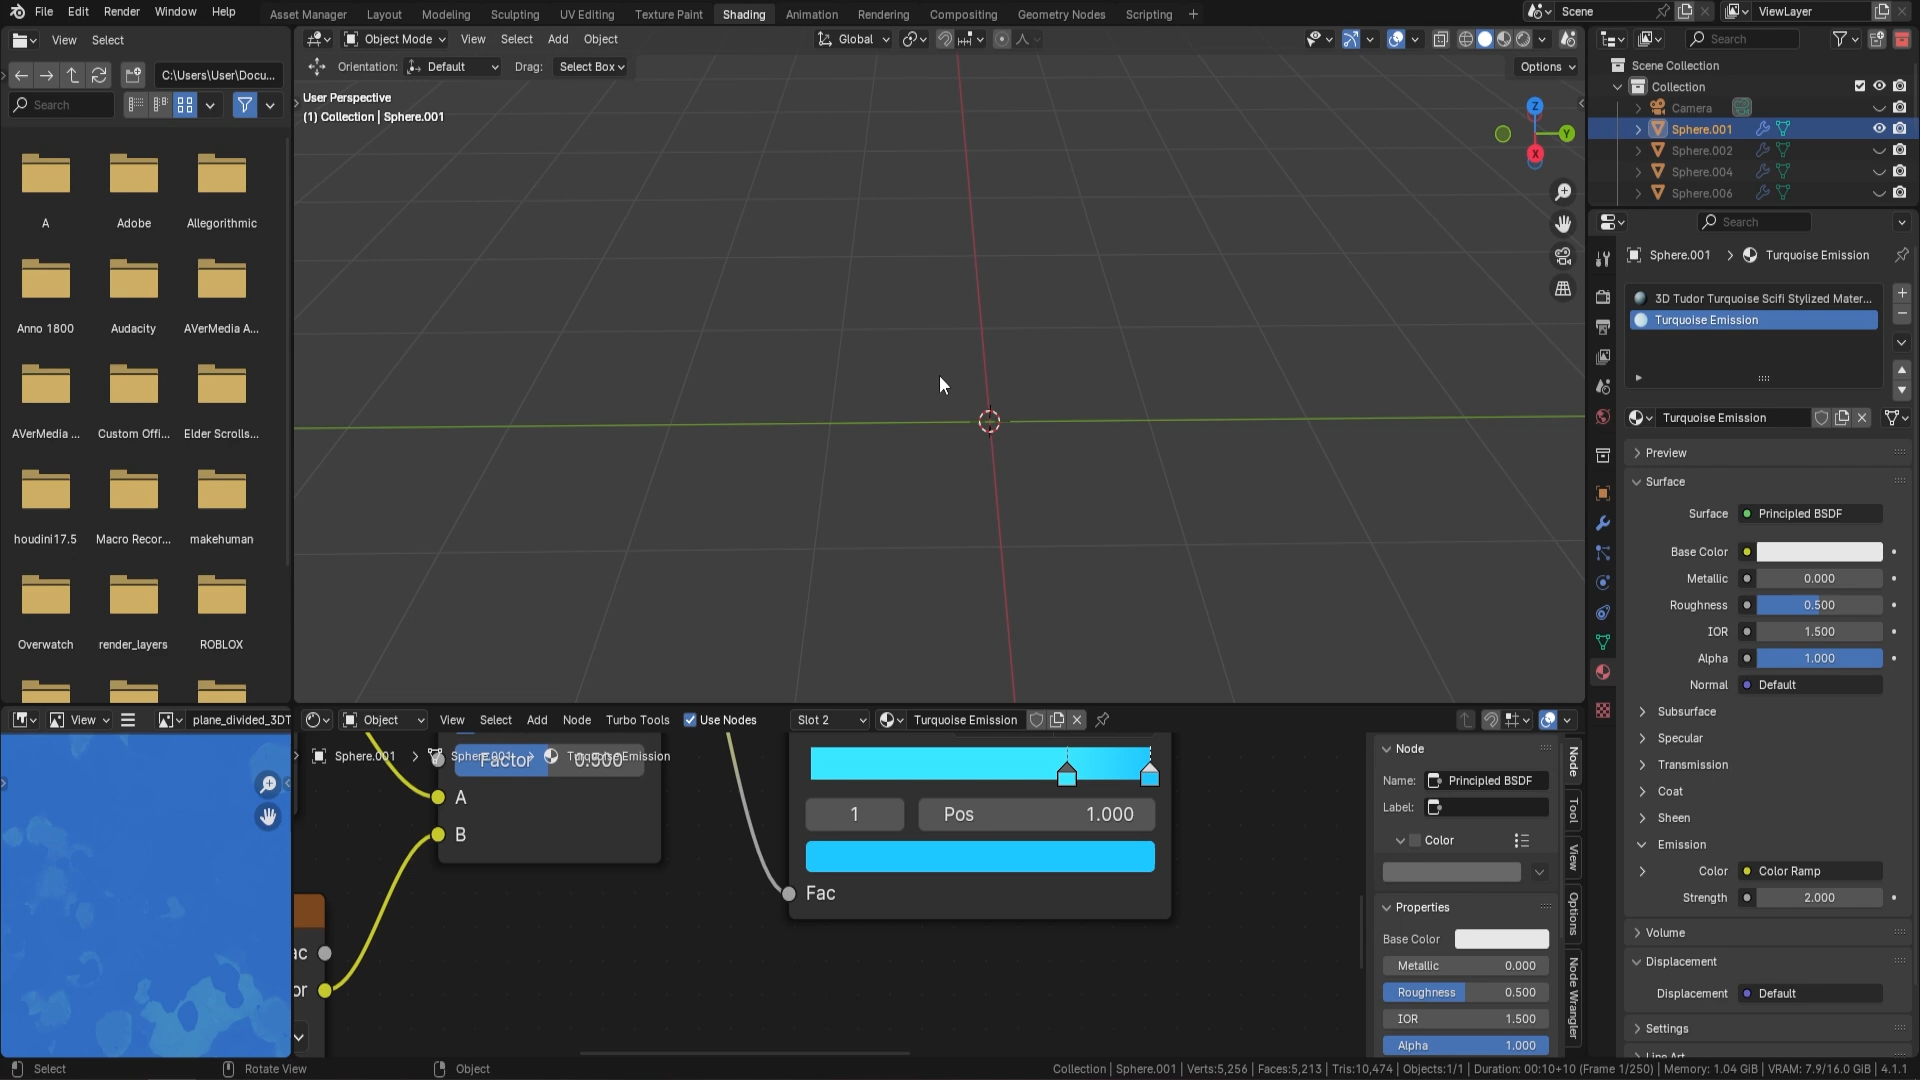 File Edit Render Window Help
Asset Manager Layout Modeling Sculpting UV Editing Texture Paint Shading Animation Rendering Compositing Geometry Nodes Scripting +
Scene
ViewLayer
View Select
C:\Users\User\Docu...
Search
A
Adobe
Allegorithmic
Anno 1800
Audacity
AVerMedia A...
AVerMedia ...
Custom Offi...
Elder Scrolls...
houdini17.5
Macro Recor...
makehuman
Overwatch
render_layers
ROBLOX
Object Mode View Select Add Object
Global
Orientation: Default Drag: Select Box
Options
User Perspective
(1) Collection | Sphere.001
Z
Y
X
Search
Scene Collection
Collection
Camera
Sphere.001
Sphere.002
Sphere.004
Sphere.006
Search
Sphere.001 > Turquoise Emission
3D Tudor Turquoise Scifi Stylized Mater...
Turquoise Emission
Turquoise Emission
Preview
Surface
Surface Principled BSDF
Base Color
Metallic 0.000
Roughness 0.500
IOR 1.500
Alpha 1.000
Normal Default
Subsurface
Specular
Transmission
Coat
Sheen
Emission
Color Color Ramp
Strength 2.000
Volume
Displacement
Displacement Default
Settings
Line Art
View
plane_divided_3DT
Object View Select Add Node Turbo Tools Use Nodes Slot 2 Turquoise Emission
Sphere.001 > Sphere.001 > Turquoise Emission
Factor 0.500
A
B
ac
or
1 Pos 1.000
Fac
Node
Name: Principled BSDF
Label:
Color
Properties
Base Color
Metallic 0.000
Roughness 0.500
IOR 1.500
Alpha 1.000
Node
Tool
View
Options
Node Wrangler
Select
Rotate View
Object
Collection | Sphere.001 | Verts:5,256 | Faces:5,213 | Tris:10,474 | Objects:1/1 | Duration: 00:10+10 (Frame 1/250) | Memory: 1.04 GiB | VRAM: 7.9/16.0 GiB | 4.1.1